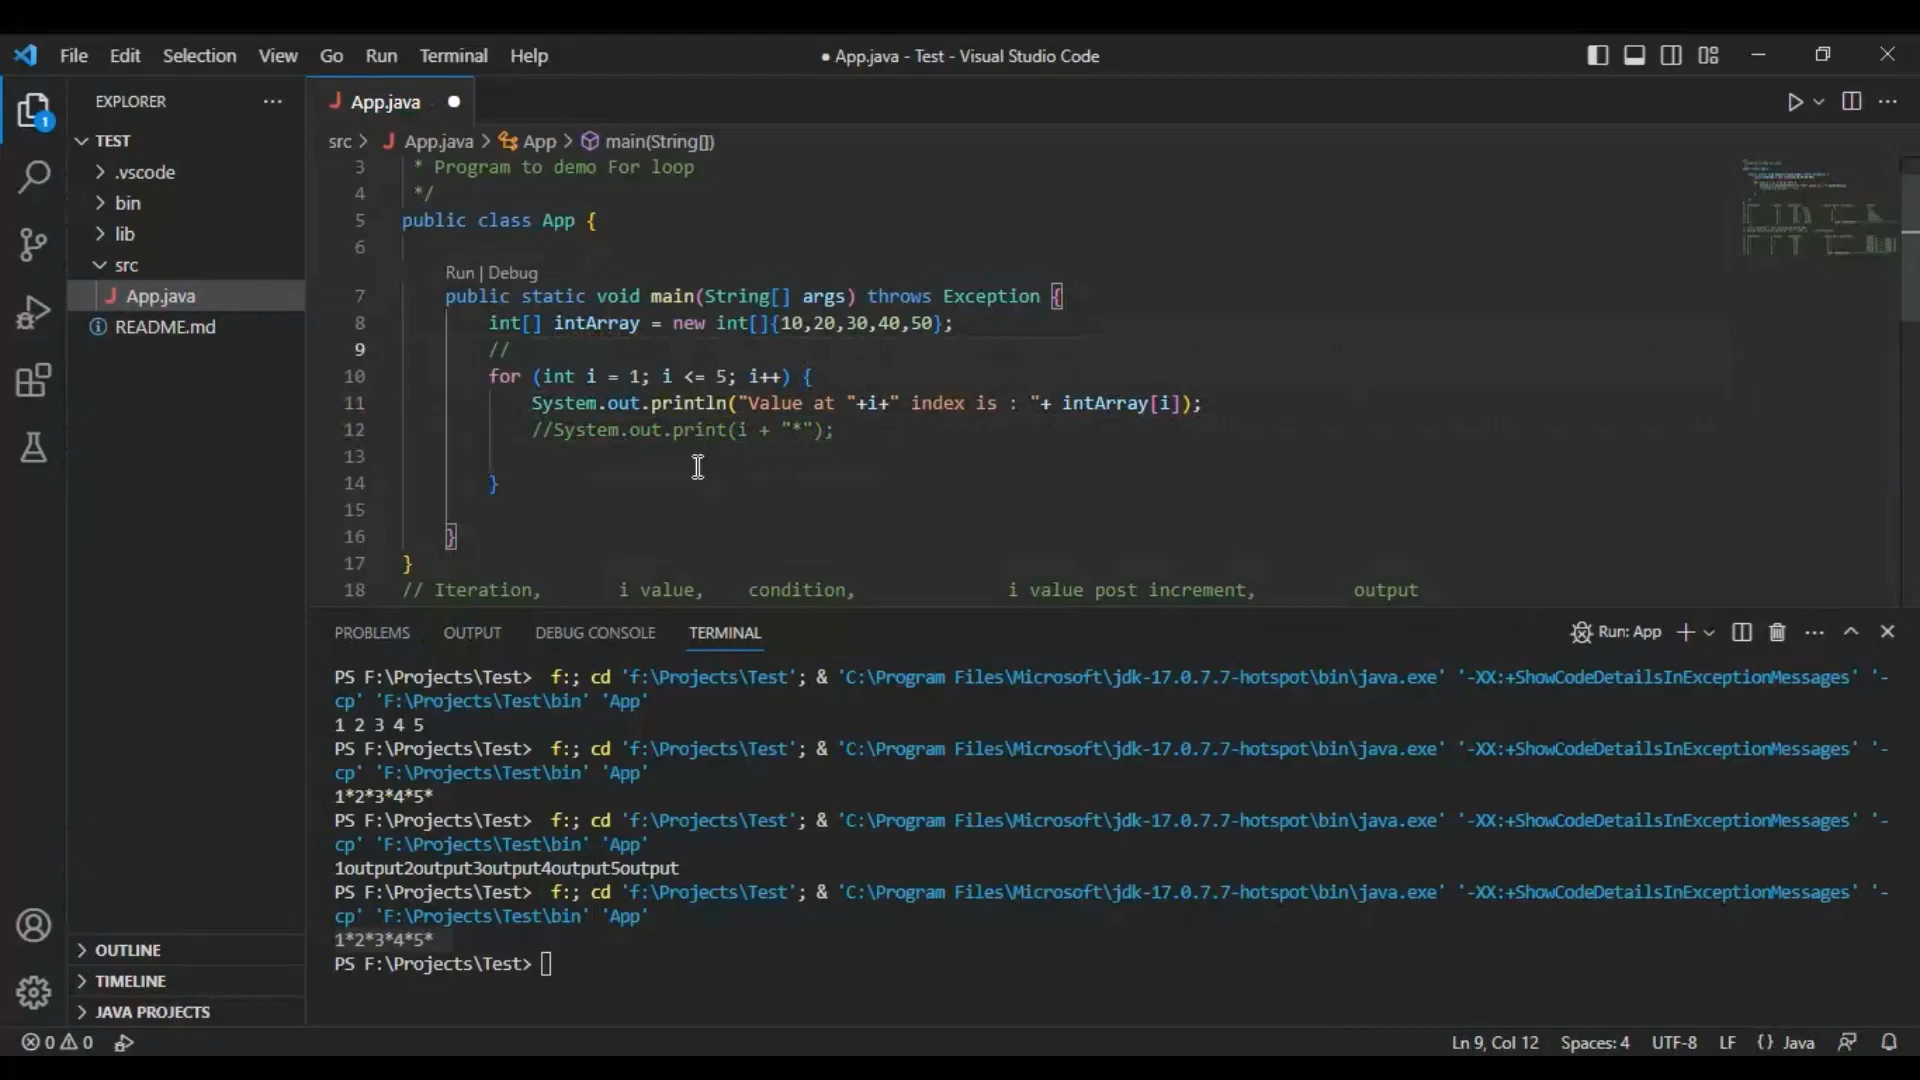 File Edit Selection View Go Run Terminal Help
● App.java - Test - Visual Studio Code
EXPLORER
1
TEST
.vscode
bin
lib
src
App.java
README.md
OUTLINE
TIMELINE
JAVA PROJECTS
App.java
src > App.java > App > main(String[])
3 * Program to demo For loop
4 */
5 public class App {
6
Run | Debug
7 public static void main(String[] args) throws Exception {
8 int[] intArray = new int[]{10,20,30,40,50};
9 //
10 for (int i = 1; i <= 5; i++) {
11 System.out.println("Value at "+i+" index is : "+ intArray[i]);
12 //System.out.print(i + "*");
13
14 }
15
16 }
17 }
18 // Iteration, i value, condition, i value post increment, output
PROBLEMS OUTPUT DEBUG CONSOLE TERMINAL
Run: App
PS F:\Projects\Test> f:; cd 'f:\Projects\Test'; & 'C:\Program Files\Microsoft\jdk-17.0.7.7-hotspot\bin\java.exe' '-XX:+ShowCodeDetailsInExceptionMessages' '-
cp' 'F:\Projects\Test\bin' 'App'
1 2 3 4 5
PS F:\Projects\Test> f:; cd 'f:\Projects\Test'; & 'C:\Program Files\Microsoft\jdk-17.0.7.7-hotspot\bin\java.exe' '-XX:+ShowCodeDetailsInExceptionMessages' '-
cp' 'F:\Projects\Test\bin' 'App'
1*2*3*4*5*
PS F:\Projects\Test> f:; cd 'f:\Projects\Test'; & 'C:\Program Files\Microsoft\jdk-17.0.7.7-hotspot\bin\java.exe' '-XX:+ShowCodeDetailsInExceptionMessages' '-
cp' 'F:\Projects\Test\bin' 'App'
1output2output3output4output5output
PS F:\Projects\Test> f:; cd 'f:\Projects\Test'; & 'C:\Program Files\Microsoft\jdk-17.0.7.7-hotspot\bin\java.exe' '-XX:+ShowCodeDetailsInExceptionMessages' '-
cp' 'F:\Projects\Test\bin' 'App'
1*2*3*4*5*
PS F:\Projects\Test>
0 0
Ln 9, Col 12 Spaces: 4 UTF-8 LF {} Java